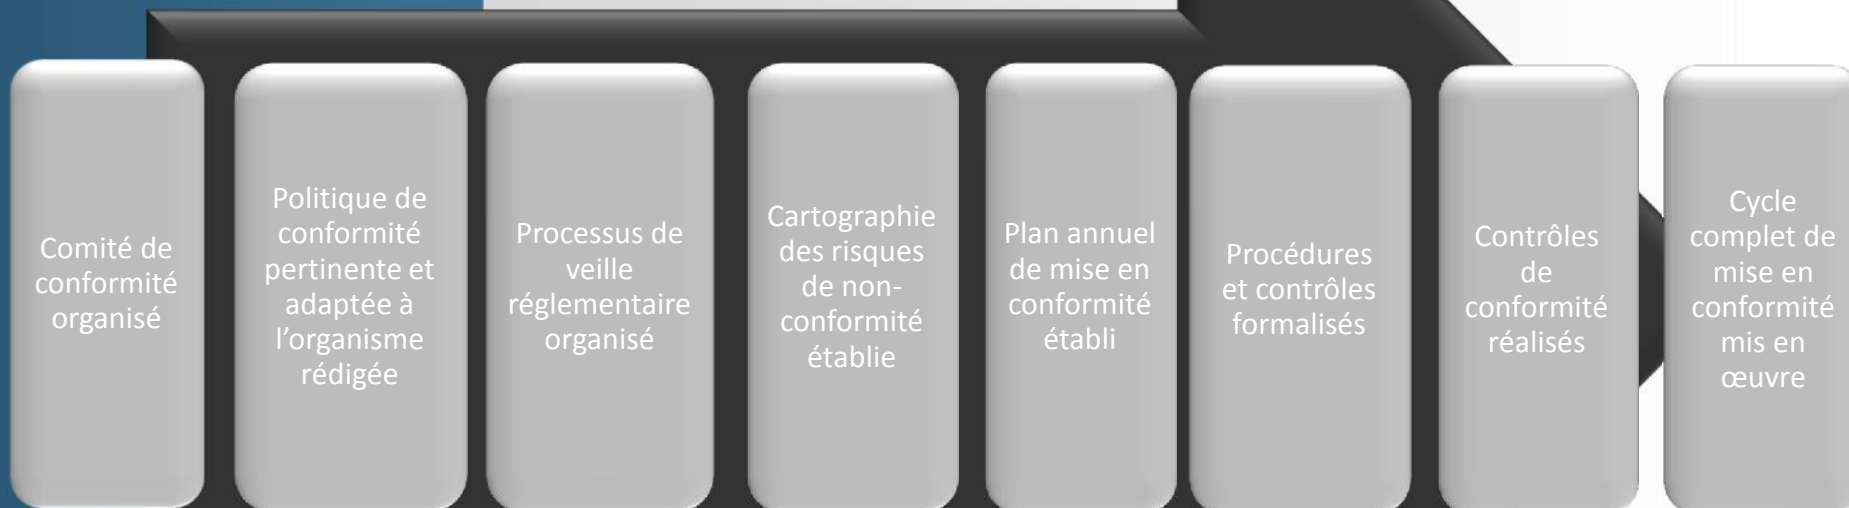 Comité de
conformité
organisé
Politique de
conformité
pertinente et
adaptée à
l’organisme
rédigée
Processus de
veille
réglementaire
organisé
Cartographie
des risques
de non-
conformité
établie
Plan annuel
de mise en
conformité
établi
Procédures
et contrôles
formalisés
Contrôles
de
conformité
réalisés
Cycle
complet de
mise en
conformité
mis en
œuvre